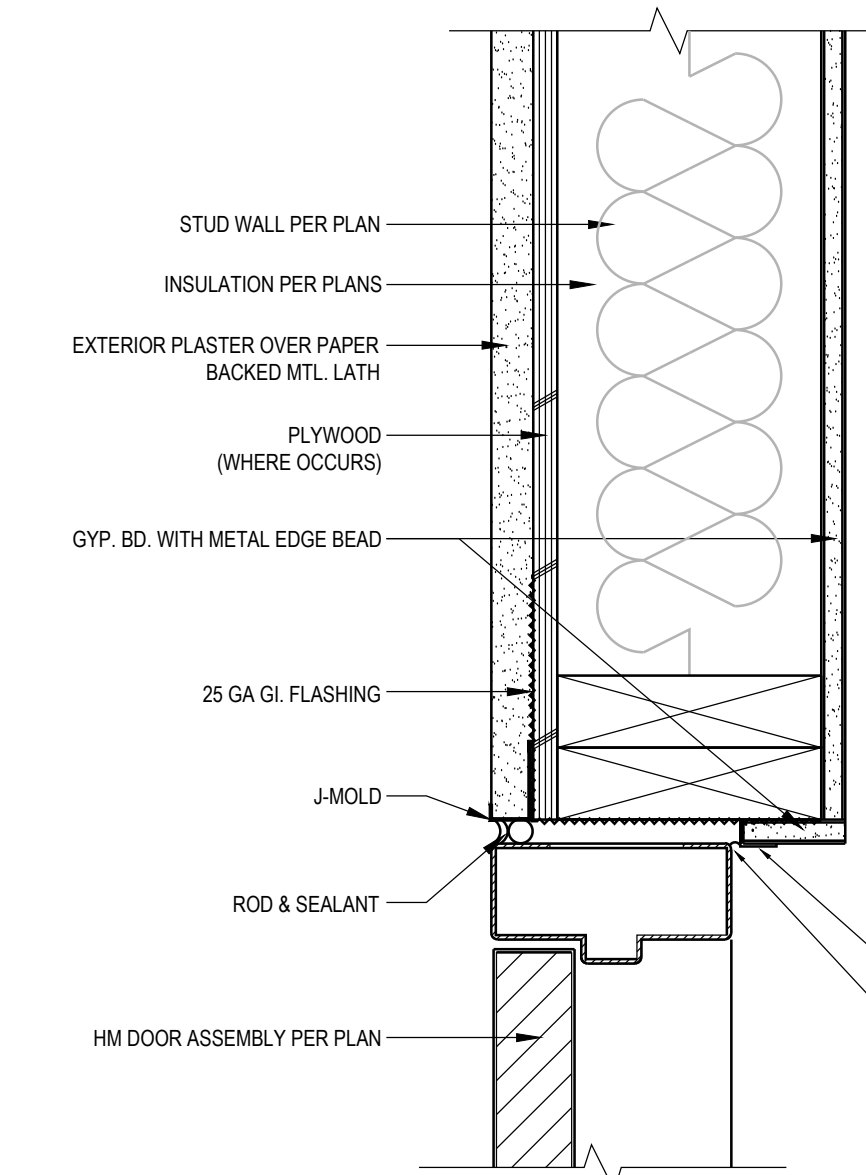 STUD WALL PER PLAN
INSULATION PER PLANS
EXTERIOR PLASTER OVER PAPER
BACKED MTL. LATH
PLYWOOD
(WHERE OCCURS)
GYP. BD. WITH METAL EDGE BEAD
25 GA GI. FLASHING
J-MOLD
ROD & SEALANT
HM DOOR ASSEMBLY PER PLAN